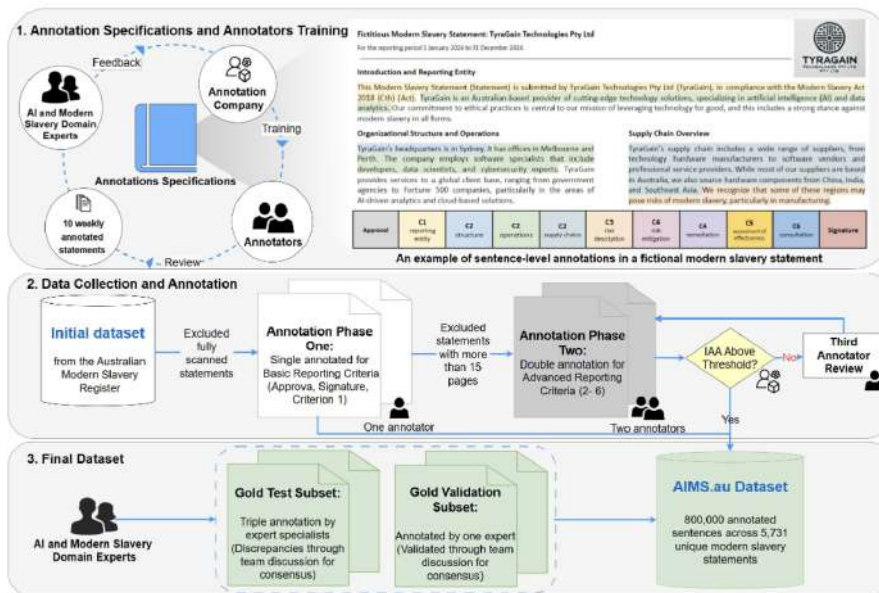 1. Annotation Specifications and Annotators Training
Feedback
AI and Modern
Slavery Domain
Experts
Annotation
Company
Training
Annotations Specifications
10 weekly
annotated
statements
Annotators
Review
Fictitious Modern Slavery Statement: TyraGain Technologies Pty Ltd
For the reporting period 1 January 2024 to 31 December 2024
TYRAGAIN
TECHNOLOGIES PTY LTD
PTY LTD
Introduction and Reporting Entity
This Modern Slavery Statement (Statement) is submitted by TyraGain Technologies Pty Ltd (TyraGain), in compliance with the Modern Slavery Act
2018 (Cth) (Act). TyraGain is an Australian-based provider of cutting-edge technology solutions, specializing in artificial intelligence (AI) and data
analytics. Our commitment to ethical practices is central to our mission of leveraging technology for good, and this includes a strong stance against
modern slavery in all forms.
Organizational Structure and Operations
TyraGain's headquarters is in Sydney. It has offices in Melbourne and
Perth. The company employs software specialists that include
developers, data scientists, and cybersecurity experts. TyraGain
provides services to a global client base, ranging from government
agencies to Fortune 500 companies, particularly in the areas of
AI-driven analytics and cloud-based solutions.
Supply Chain Overview
TyraGain's supply chain includes a wide range of suppliers, from
technology hardware manufacturers to software vendors and
professional service providers. While most of our suppliers are based
in Australia, we also source hardware components from China, India,
and Southeast Asia. We recognize that some of these regions may
pose risks of modern slavery, particularly in manufacturing.
Approval
C1
reporting
entity
C2
structure
C2
operations
C2
supply chains
C3
risk
description
C4
risk
mitigation
C4
remediation
C5
assessment of
effectiveness
C6
consultation
Signature
An example of sentence-level annotations in a fictional modern slavery statement
2. Data Collection and Annotation
Initial dataset
from the Australian
Modern Slavery
Register
Excluded
fully
scanned
statements
Annotation Phase
One:
Single annotated for
Basic Reporting Criteria
(Approva, Signature,
Criterion 1)
One annotator
Excluded
statements
with more
than 15
pages
Annotation Phase
Two:
Double annotation for
Advanced Reporting
Criteria (2- 6)
Two annotators
IAA Above
Threshold?
No
Yes
Third
Annotator
Review
3. Final Dataset
AI and Modern Slavery
Domain Experts
Gold Test Subset:
Triple annotation by
expert specialists
(Discrepancies through
team discussion for
consensus)
Gold Validation
Subset:
Annotated by one expert
(Validated through team
discussion for
consensus)
AIMS.au Dataset
800,000 annotated
sentences across 5,731
unique modern slavery
statements